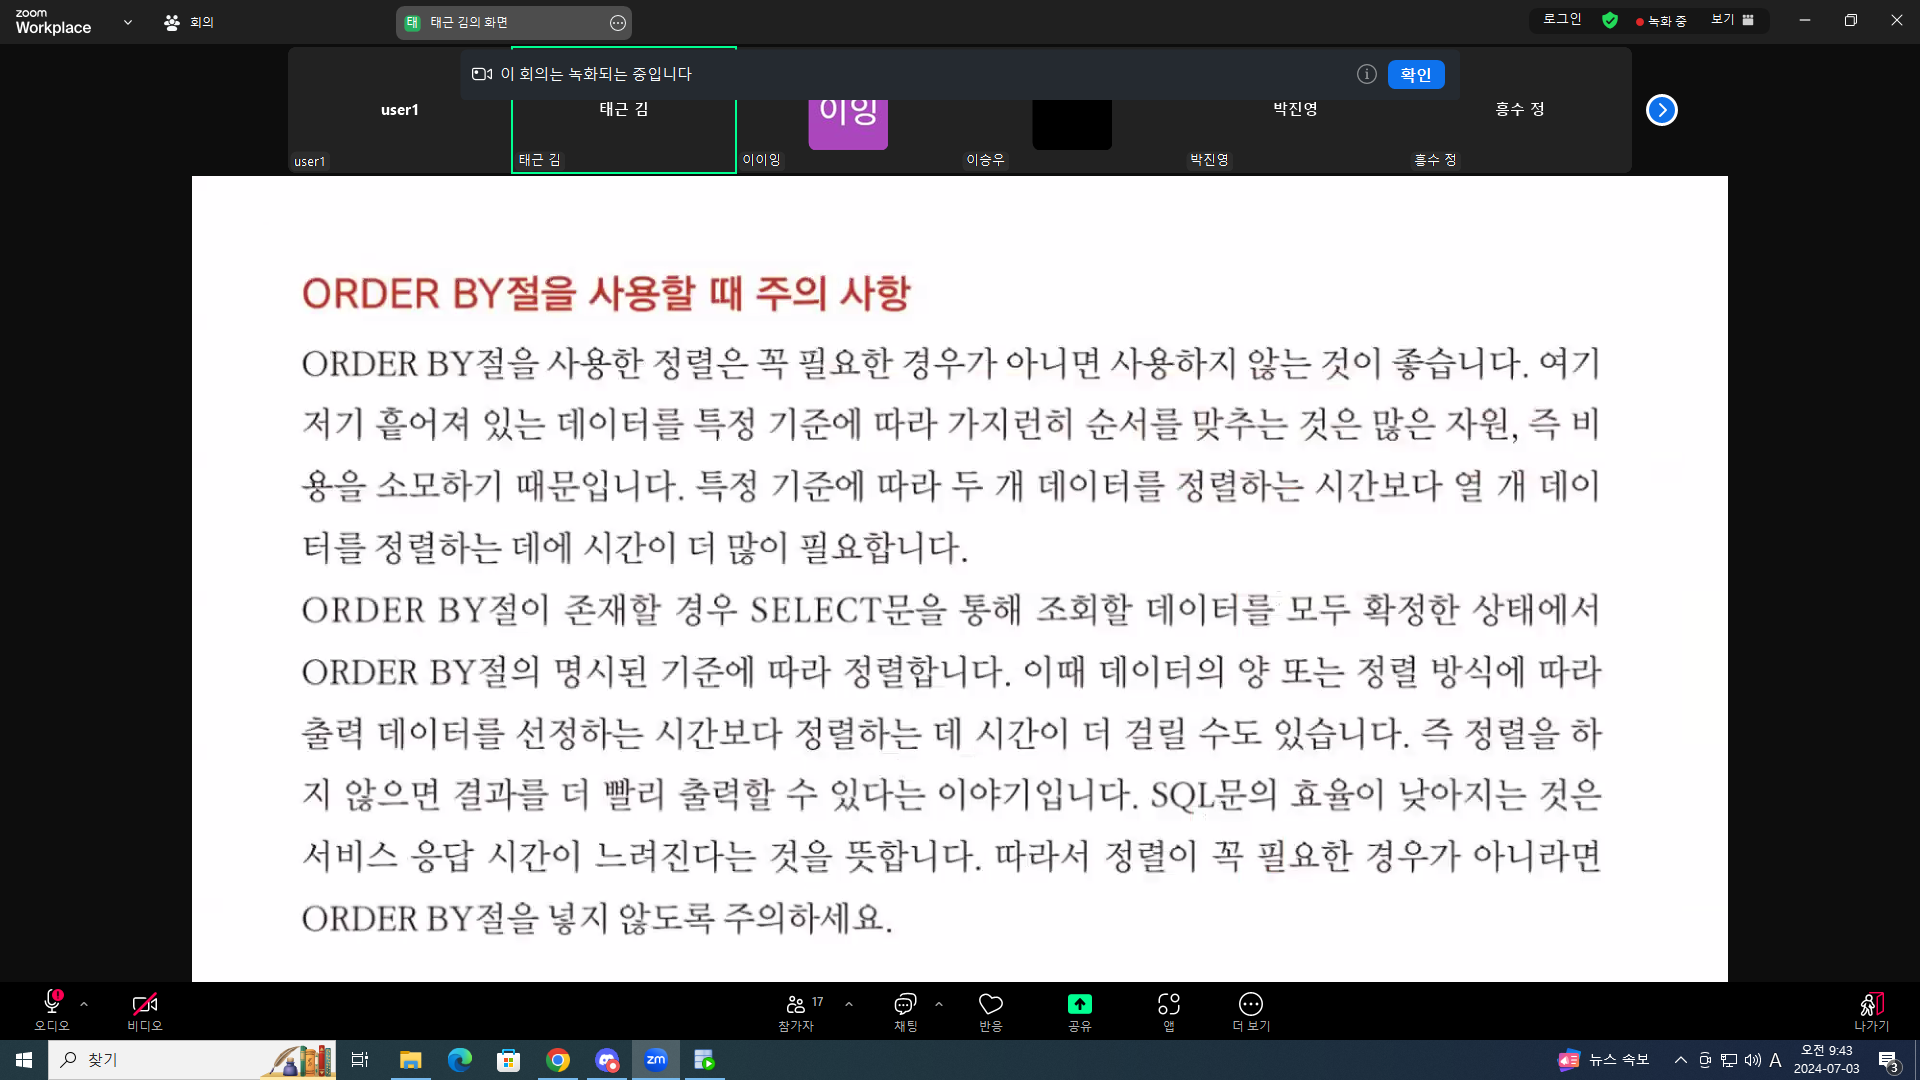 zoom
Workplace
회의
태 태근 김의 화면
로그인
녹화 중
보기
이 회의는 녹화되는 중입니다
확인
user1
태근 김
이잉
박진영
흥수 정
user1
태근 김
이이잉
이승우
박진영
흥수 정
ORDER BY절을 사용할 때 주의 사항
ORDER BY절을 사용한 정렬은 꼭 필요한 경우가 아니면 사용하지 않는 것이 좋습니다. 여기
저기 흩어져 있는 데이터를 특정 기준에 따라 가지런히 순서를 맞추는 것은 많은 자원, 즉 비
용을 소모하기 때문입니다. 특정 기준에 따라 두 개 데이터를 정렬하는 시간보다 열 개 데이
터를 정렬하는 데에 시간이 더 많이 필요합니다.
ORDER BY절이 존재할 경우 SELECT문을 통해 조회할 데이터를 모두 확정한 상태에서
ORDER BY절의 명시된 기준에 따라 정렬합니다. 이때 데이터의 양 또는 정렬 방식에 따라
출력 데이터를 선정하는 시간보다 정렬하는 데 시간이 더 걸릴 수도 있습니다. 즉 정렬을 하
지 않으면 결과를 더 빨리 출력할 수 있다는 이야기입니다. SQL문의 효율이 낮아지는 것은
서비스 응답 시간이 느려진다는 것을 뜻합니다. 따라서 정렬이 꼭 필요한 경우가 아니라면
ORDER BY절을 넣지 않도록 주의하세요.
오디오
비디오
17
참가자
채팅
반응
공유
앱
더 보기
나가기
찾기
zm
뉴스 속보
A
오전 9:43
2024-07-03
3